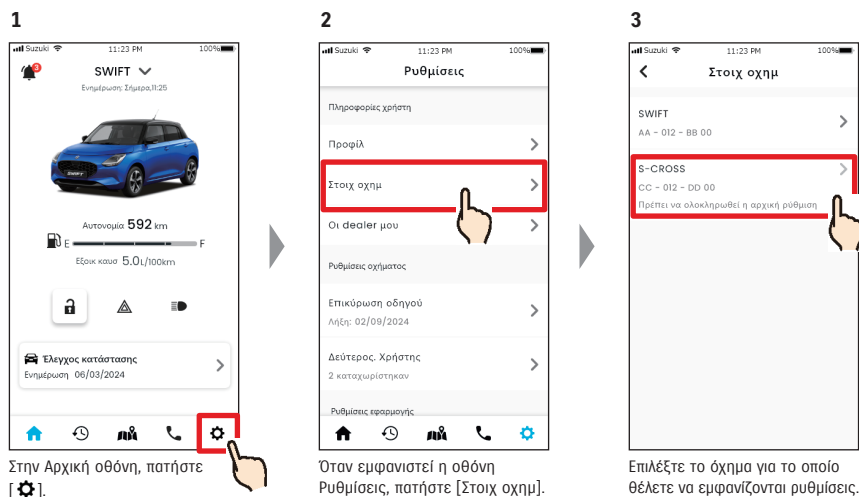 1
Suzuki 11:23 PM 100%
3
SWIFT
Ενημέρωση: Σήμερα,11:25
SWIFT
Αυτονομία 592 km
E F
Εξοικ καυσ 5.0L/100km
Έλεγχος κατάστασης
Ενημέρωση 06/03/2024
Στην Αρχική οθόνη, πατήστε
[ ].
2
Suzuki 11:23 PM 100%
Ρυθμίσεις
Πληροφορίες χρήστη
Προφίλ
Στοιχ οχημ
Οι dealer μου
Ρυθμίσεις οχήματος
Επικύρωση οδηγού
Λήξη: 02/09/2024
Δεύτερος. Χρήστης
2 καταχωρίστηκαν
Ρυθμίσεις εφαρμογής
Όταν εμφανιστεί η οθόνη
Ρυθμίσεις, πατήστε [Στοιχ οχημ].
3
Suzuki 11:23 PM 100%
Στοιχ οχημ
SWIFT
AA - 012 - BB 00
S-CROSS
CC - 012 - DD 00
Πρέπει να ολοκληρωθεί η αρχική ρύθμιση
Επιλέξτε το όχημα για το οποίο
θέλετε να εμφανίζονται ρυθμίσεις.